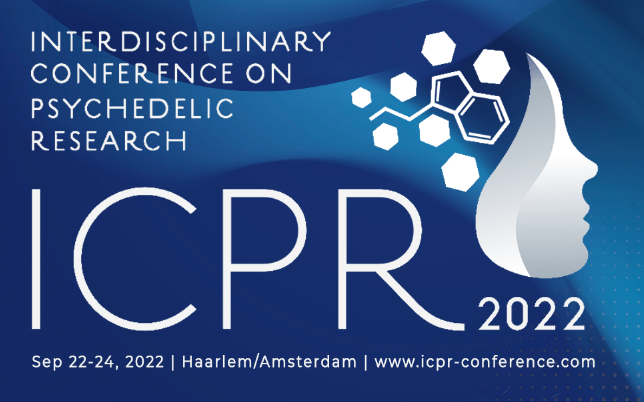 INTERDISCIPLINARY
CONFERENCE ON
PSYCHEDELIC
RESEARCH
ICPR
2022
Sep 22-24, 2022 | Haarlem/Amsterdam | www.icpr-conference.com